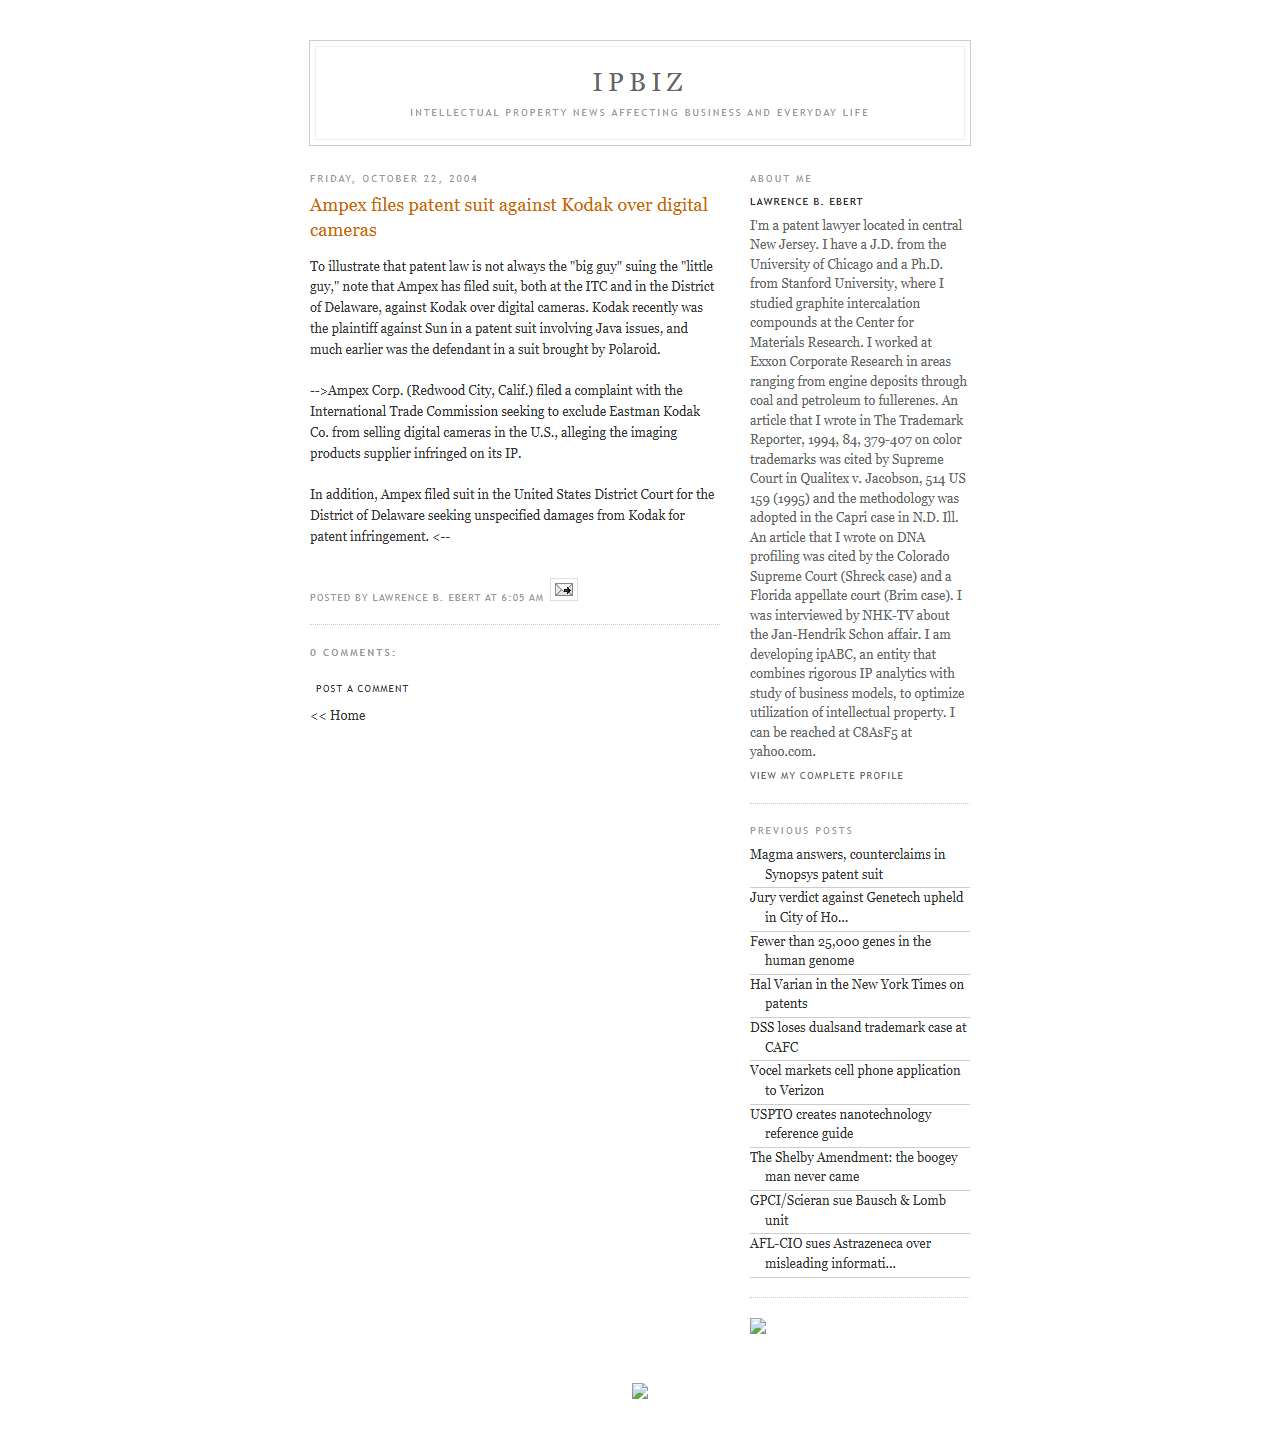 IPBIZ
INTELLECTUAL PROPERTY NEWS AFFECTING BUSINESS AND EVERYDAY LIFE
FRIDAY, OCTOBER 22, 2004
Ampex files patent suit against Kodak over digital
cameras
To illustrate that patent law is not always the "big guy" suing the "little
guy," note that Ampex has filed suit, both at the ITC and in the District
of Delaware, against Kodak over digital cameras. Kodak recently was
the plaintiff against Sun in a patent suit involving Java issues, and
much earlier was the defendant in a suit brought by Polaroid.
-->Ampex Corp. (Redwood City, Calif.) filed a complaint with the
International Trade Commission seeking to exclude Eastman Kodak
Co. from selling digital cameras in the U.S., alleging the imaging
products supplier infringed on its IP.
In addition, Ampex filed suit in the United States District Court for the
District of Delaware seeking unspecified damages from Kodak for
patent infringement. <--
POSTED BY LAWRENCE B. EBERT AT 6:05 AM
0 COMMENTS:
POST A COMMENT
<< Home
ABOUT ME
LAWRENCE B. EBERT
I'm a patent lawyer located in central
New Jersey. I have a J.D. from the
University of Chicago and a Ph.D.
from Stanford University, where I
studied graphite intercalation
compounds at the Center for
Materials Research. I worked at
Exxon Corporate Research in areas
ranging from engine deposits through
coal and petroleum to fullerenes. An
article that I wrote in The Trademark
Reporter, 1994, 84, 379-407 on color
trademarks was cited by Supreme
Court in Qualitex v. Jacobson, 514 US
159 (1995) and the methodology was
adopted in the Capri case in N.D. Ill.
An article that I wrote on DNA
profiling was cited by the Colorado
Supreme Court (Shreck case) and a
Florida appellate court (Brim case). I
was interviewed by NHK-TV about
the Jan-Hendrik Schon affair. I am
developing ipABC, an entity that
combines rigorous IP analytics with
study of business models, to optimize
utilization of intellectual property. I
can be reached at C8AsF5 at
yahoo.com.
VIEW MY COMPLETE PROFILE
PREVIOUS POSTS
Magma answers, counterclaims in
Synopsys patent suit
Jury verdict against Genetech upheld
in City of Ho...
Fewer than 25,000 genes in the
human genome
Hal Varian in the New York Times on
patents
DSS loses dualsand trademark case at
CAFC
Vocel markets cell phone application
to Verizon
USPTO creates nanotechnology
reference guide
The Shelby Amendment: the boogey
man never came
GPCI/Scieran sue Bausch & Lomb
unit
AFL-CIO sues Astrazeneca over
misleading informati...